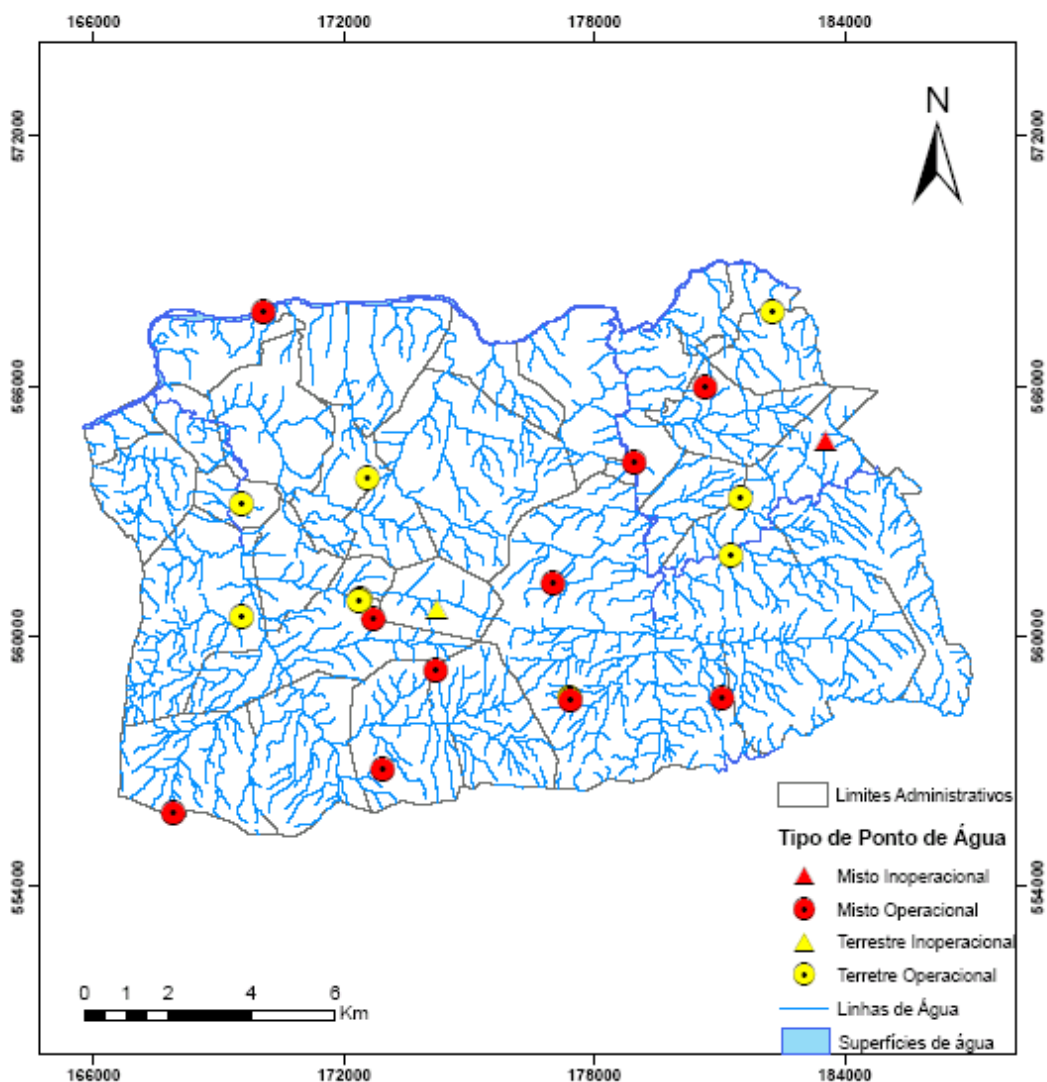 166000 172000 178000 184000
N
572000 572000
566000 566000
560000 560000
554000 554000
Limites Administrativos
Tipo de Ponto de Água
Misto Inoperacional
Misto Operacional
Terrestre Inoperacional
Terretre Operacional
Linhas de Água
Superfícies de água
0 1 2 4 6
Km
166000 172000 178000 184000